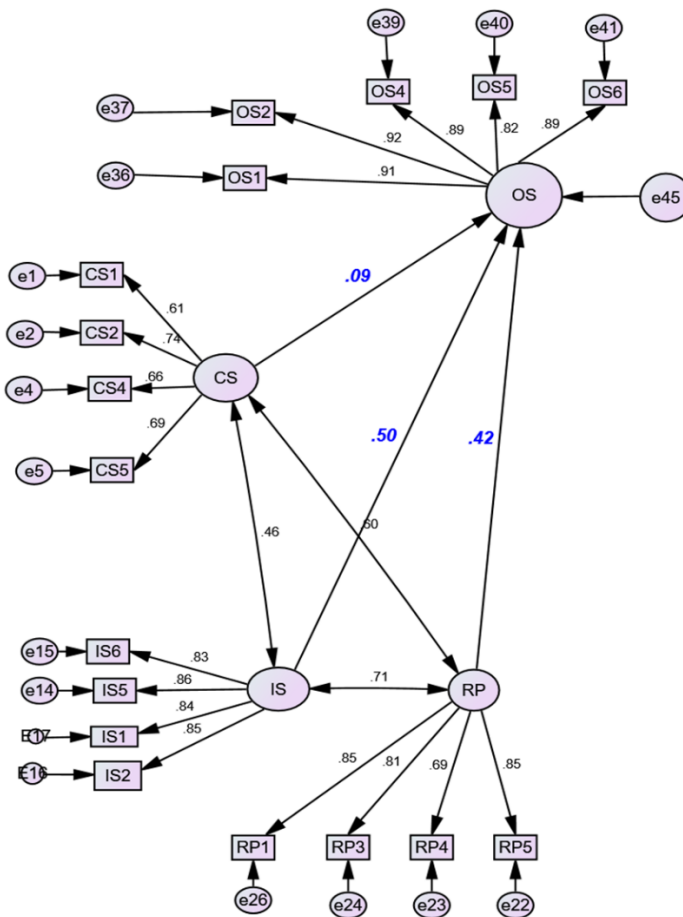 e39
e40
e41
OS4
OS5
OS6
e37
OS2
.92
.89
.82
.89
e36
OS1
.91
OS
e45
e1
CS1
.61
.09
e2
CS2
.74
CS
e4
CS4
.66
e5
CS5
.69
.50
.42
.46
.60
e15
IS6
.83
e14
IS5
.86
IS
.71
RP
E17
IS1
.84
E16
IS2
.85
.85
.81
.69
.85
RP1
RP3
RP4
RP5
e26
e24
e23
e22